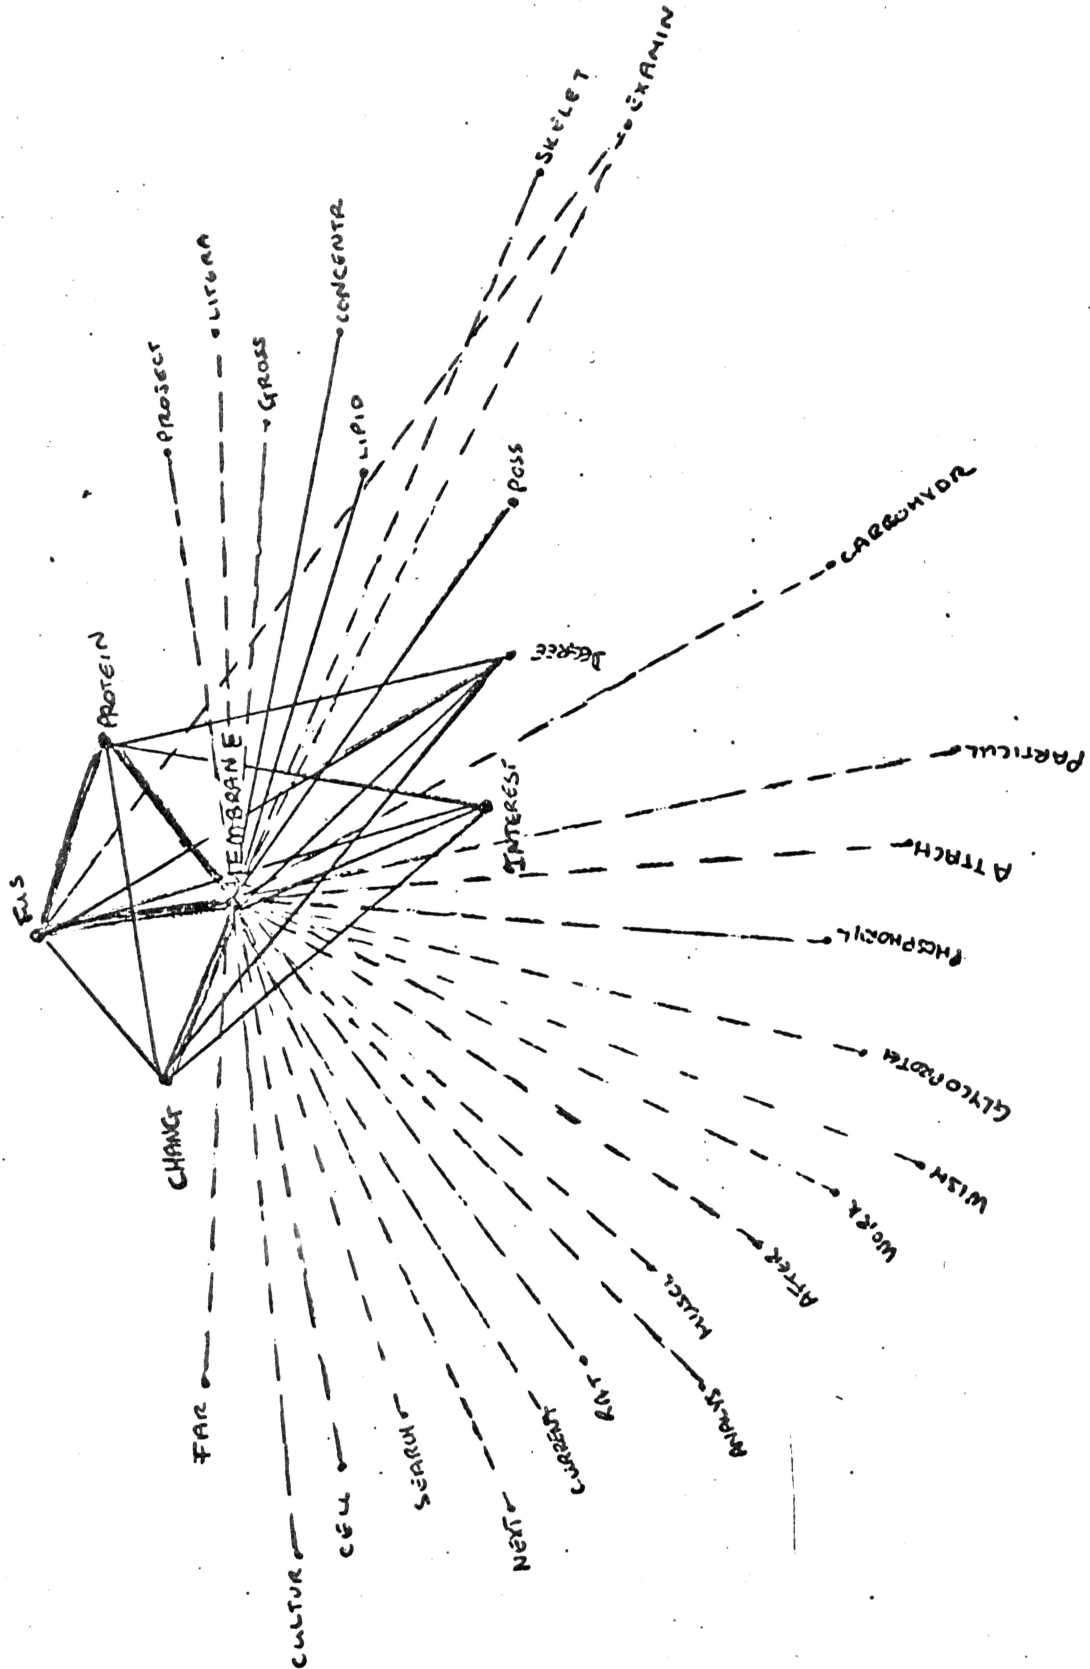 EXAMIN
SKELET
LITERA
CONCENTR
PROJECT
GROSS
LIPID
POSS
CARBOHYDR
PROTEIN
DEGREE
MEMBRANE
INTEREST
PARTICUL
ATTACH
FUS
PHOSPHORYL
CHANG
GLYCOPROTEI
WISH
WORK
AFTER
MUSCL
RAT
ANALYS
FAR
CURRENT
SEARCH
CELL
NEXT
CULTUR